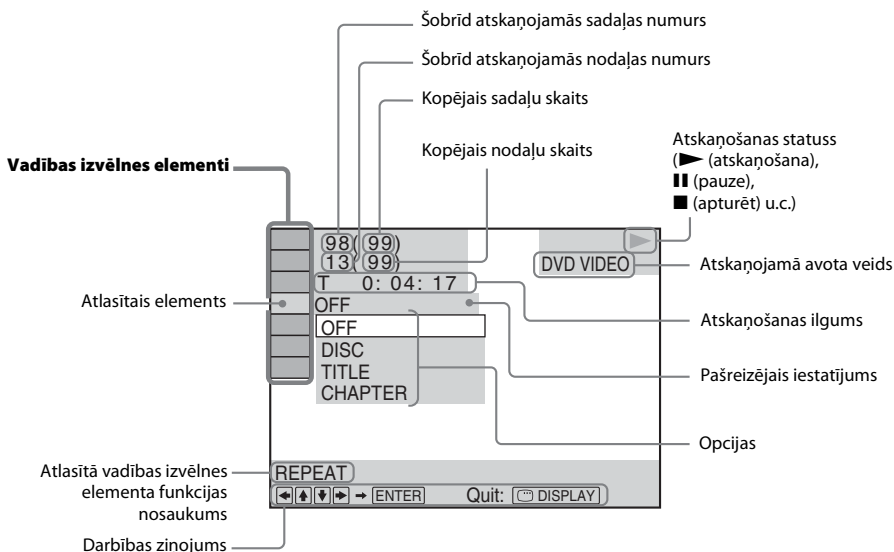 Šobrīd atskaņojamās sadaļas numurs
Šobrīd atskaņojamās nodaļas numurs
Kopējais sadaļu skaits
Kopējais nodaļu skaits
Atskaņošanas statuss
(▶ (atskaņošana),
❚❚ (pauze),
■ (apturēt) u.c.)
Vadības izvēlnes elementi
98( 99)
13( 99)
DVD VIDEO
Atskaņojamā avota veids
T 0: 04: 17
Atlasītais elements
OFF
Atskaņošanas ilgums
OFF
DISC
TITLE
CHAPTER
Pašreizējais iestatījums
Opcijas
Atlasītā vadības izvēlnes
elementa funkcijas
nosaukums
REPEAT
← ↑ ↓ → → ENTER Quit: DISPLAY
Darbības ziņojums